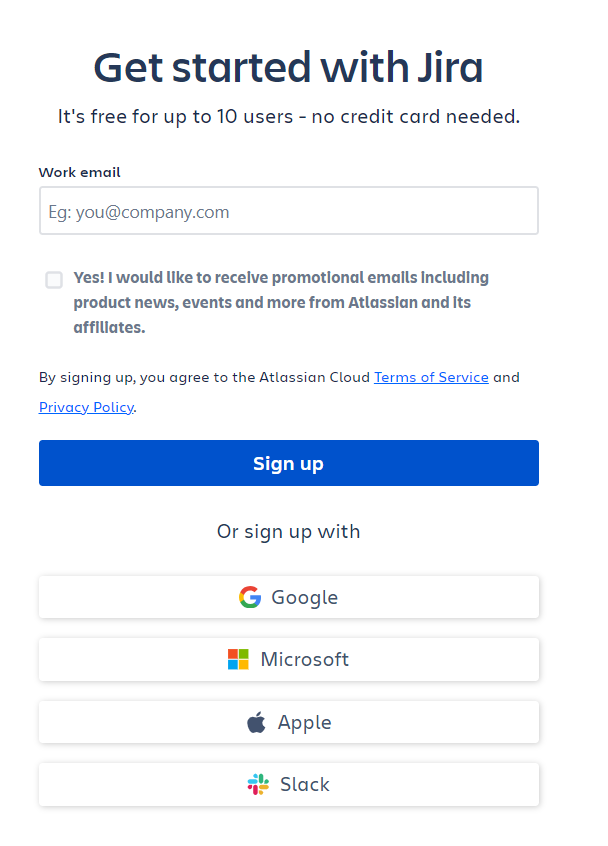 Get started with Jira
It's free for up to 10 users - no credit card needed.
Work email
Eg: you@company.com
Yes! I would like to receive promotional emails including
product news, events and more from Atlassian and its
affiliates.
By signing up, you agree to the Atlassian Cloud Terms of Service and
Privacy Policy.
Sign up
Or sign up with
Google
Microsoft
Apple
Slack